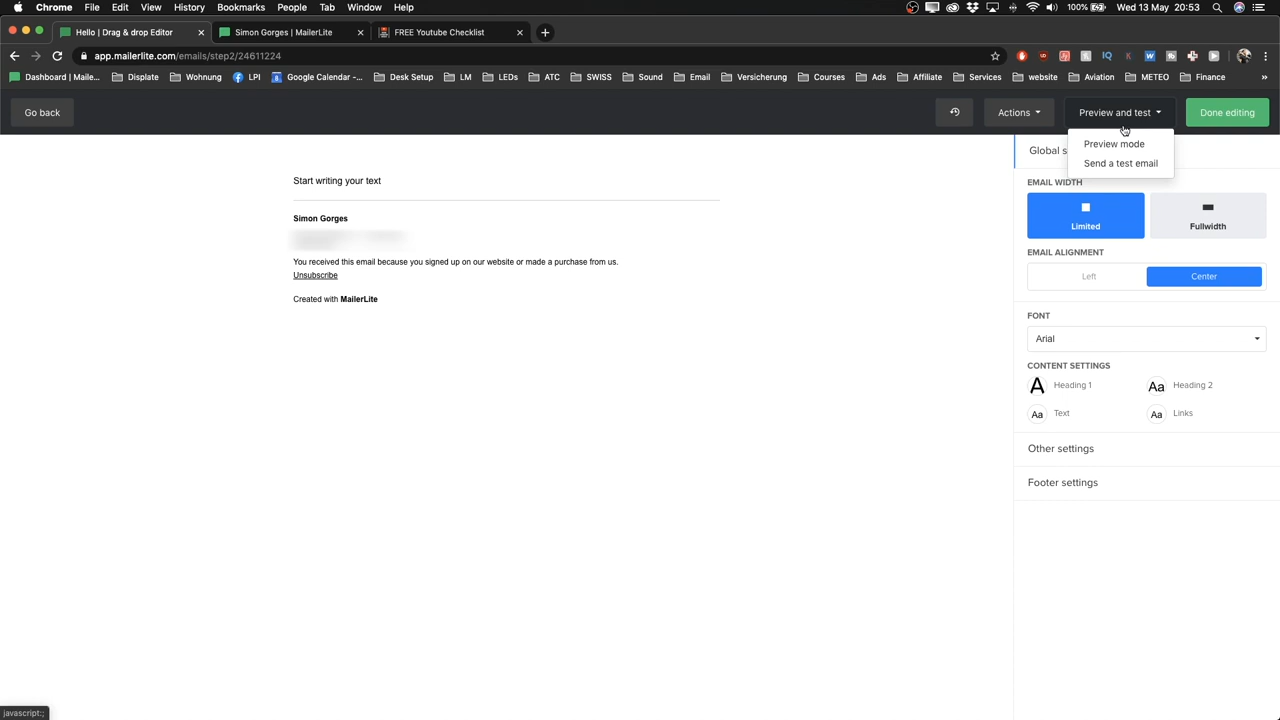 Chrome File Edit View History Bookmarks People Tab Window Help 100% Wed 13 May 20:53
Hello | Drag & drop Editor
Simon Gorges | MailerLite
FREE Youtube Checklist
app.mailerlite.com/emails/step2/24611224
Dashboard | Maile... Displate Wohnung LPI Google Calendar -... Desk Setup LM LEDs ATC SWISS Sound Email Versicherung Courses Ads Affiliate Services website Aviation METEO Finance »
Go back
Actions
Preview and test
Done editing
Preview mode
Send a test email
Global s
Start writing your text
Simon Gorges
You received this email because you signed up on our website or made a purchase from us.
Unsubscribe
Created with MailerLite
EMAIL WIDTH
Limited
Fullwidth
EMAIL ALIGNMENT
Left
Center
FONT
Arial
CONTENT SETTINGS
A Heading 1
Aa Heading 2
Aa Text
Aa Links
Other settings
Footer settings
javascript:;